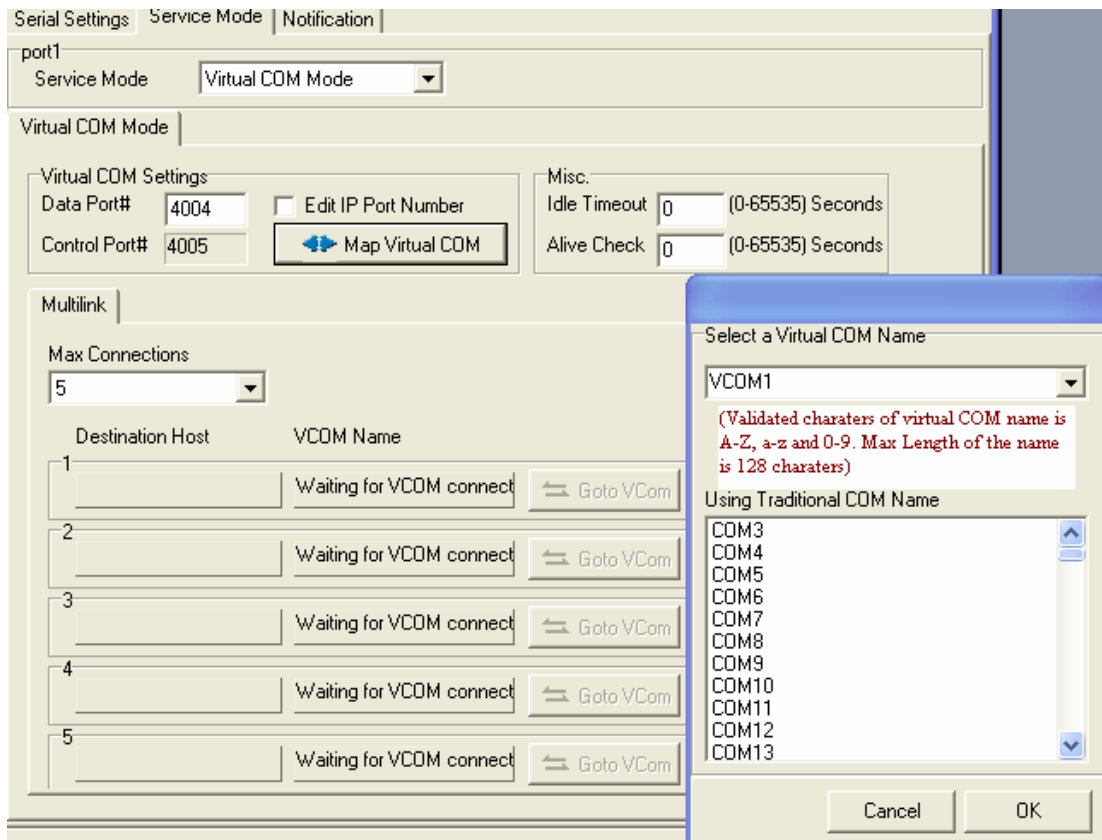 Serial Settings Service Mode Notification
port1
Service Mode Virtual COM Mode
Virtual COM Mode
Virtual COM Settings
Data Port# 4004 Edit IP Port Number
Control Port# 4005 Map Virtual COM
Misc.
Idle Timeout 0 (0-65535) Seconds
Alive Check 0 (0-65535) Seconds
Multilink
Max Connections
5
Destination Host VCOM Name
1
Waiting for VCOM connect Goto VCom
2
Waiting for VCOM connect Goto VCom
3
Waiting for VCOM connect Goto VCom
4
Waiting for VCOM connect Goto VCom
5
Waiting for VCOM connect Goto VCom
Select a Virtual COM Name
VCOM1
(Validated charaters of virtual COM name is
A-Z, a-z and 0-9. Max Length of the name
is 128 charaters)
Using Traditional COM Name
COM3
COM4
COM5
COM6
COM7
COM8
COM9
COM10
COM11
COM12
COM13
Cancel OK